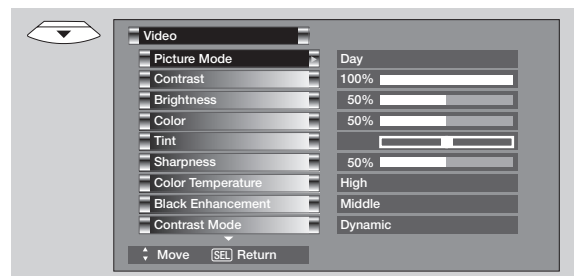 Video
Picture Mode Day
Contrast 100%
Brightness 50%
Color 50%
Tint
Sharpness 50%
Color Temperature High
Black Enhancement Middle
Contrast Mode Dynamic
Move SEL Return